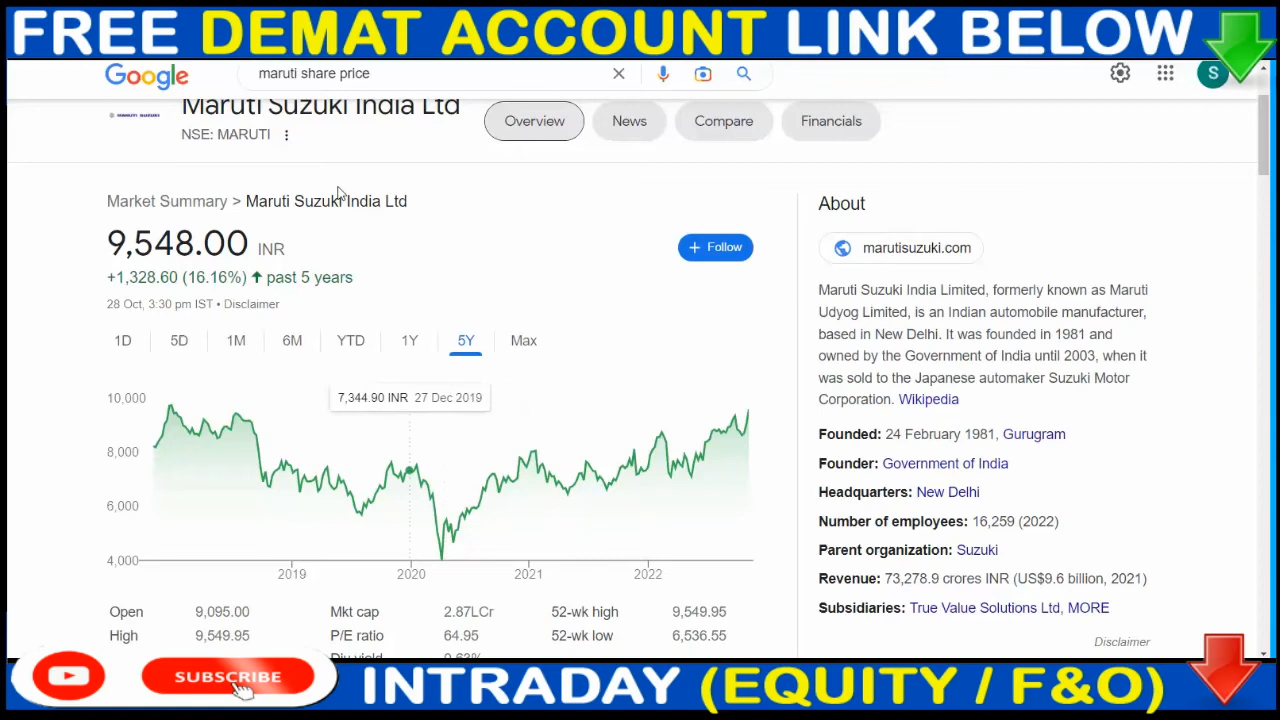 FREE DEMAT ACCOUNT LINK BELOW
Google
maruti share price
S
Maruti Suzuki India Ltd
NSE: MARUTI
MARUTI SUZUKI
Overview
News
Compare
Financials
Market Summary > Maruti Suzuki India Ltd
9,548.00 INR
+ Follow
+1,328.60 (16.16%) ↑ past 5 years
28 Oct, 3:30 pm IST • Disclaimer
1D 5D 1M 6M YTD 1Y 5Y Max
7,344.90 INR 27 Dec 2019
10,000
8,000
6,000
4,000
2019 2020 2021 2022
Open 9,095.00 Mkt cap 2.87LCr 52-wk high 9,549.95
High 9,549.95 P/E ratio 64.95 52-wk low 6,536.55
Div yield 0.63%
About
marutisuzuki.com
Maruti Suzuki India Limited, formerly known as Maruti
Udyog Limited, is an Indian automobile manufacturer,
based in New Delhi. It was founded in 1981 and
owned by the Government of India until 2003, when it
was sold to the Japanese automaker Suzuki Motor
Corporation. Wikipedia
Founded: 24 February 1981, Gurugram
Founder: Government of India
Headquarters: New Delhi
Number of employees: 16,259 (2022)
Parent organization: Suzuki
Revenue: 73,278.9 crores INR (US$9.6 billion, 2021)
Subsidiaries: True Value Solutions Ltd, MORE
Disclaimer
SUBSCRIBE
INTRADAY (EQUITY / F&O)